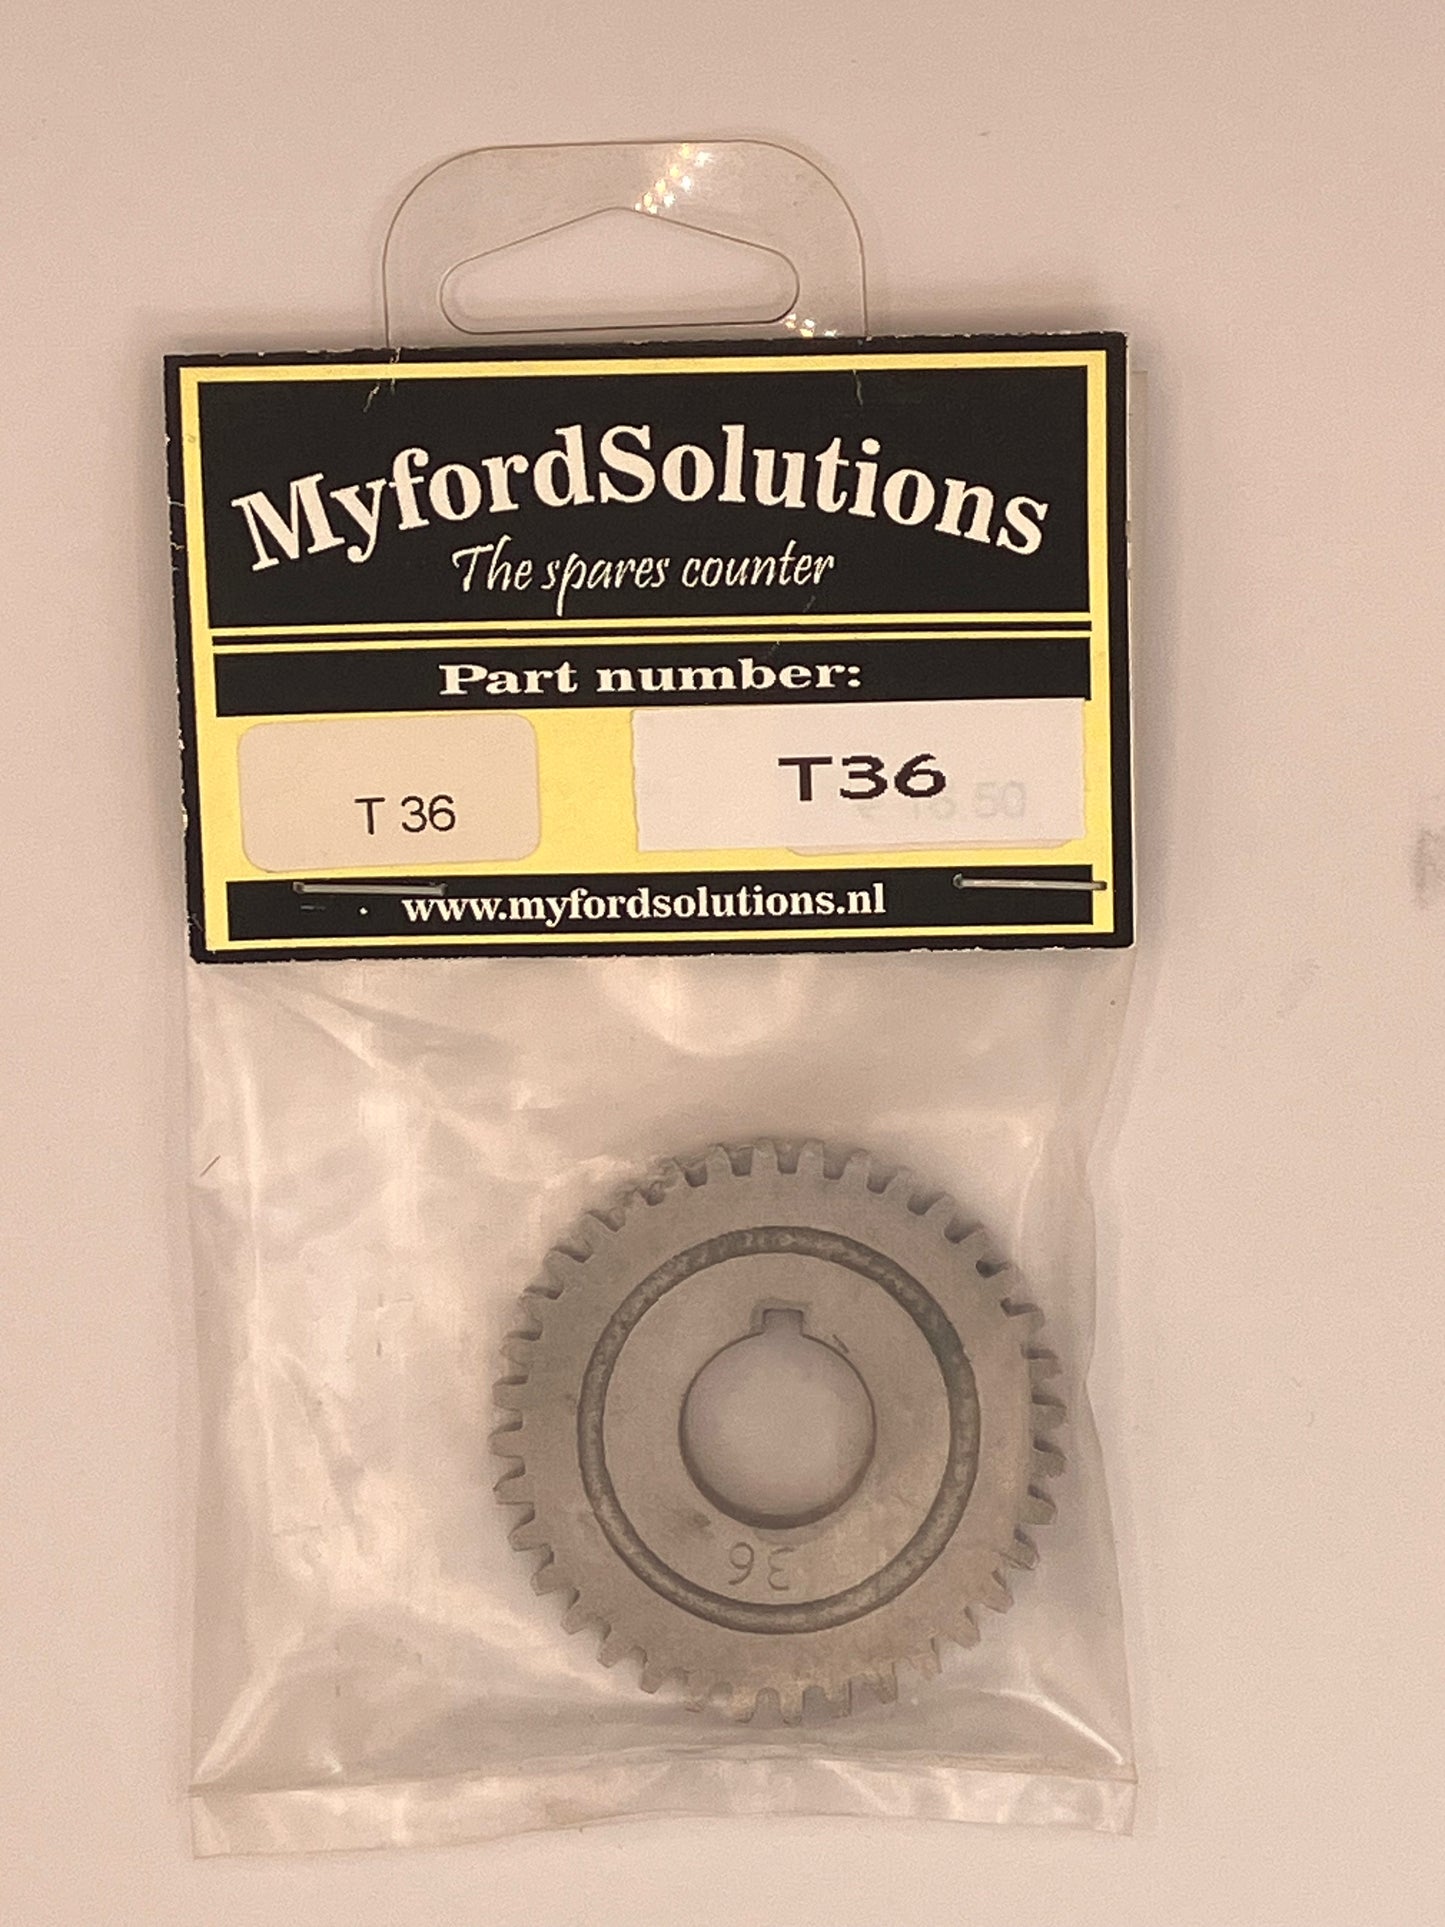 MyfordSolutions
The spares counter
Part number:
T 36
T36
www.myfordsolutions.nl
36